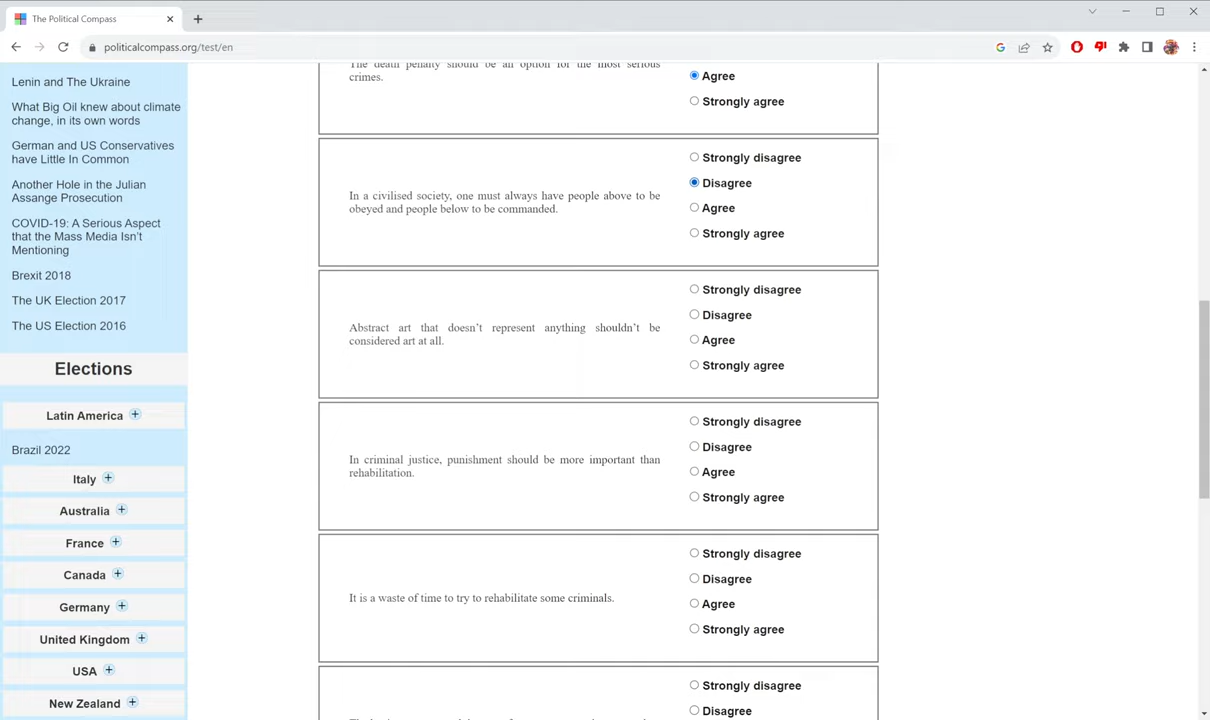 The Political Compass
politicalcompass.org/test/en
Lenin and The Ukraine
What Big Oil knew about climate
change, in its own words
German and US Conservatives
have Little In Common
Another Hole in the Julian
Assange Prosecution
COVID-19: A Serious Aspect
that the Mass Media Isn't
Mentioning
Brexit 2018
The UK Election 2017
The US Election 2016
Elections
Latin America
Brazil 2022
Italy
Australia
France
Canada
Germany
United Kingdom
USA
New Zealand
The death penalty should be an option for the most serious
crimes.
Agree
Strongly agree
In a civilised society, one must always have people above to be
obeyed and people below to be commanded.
Strongly disagree
Disagree
Agree
Strongly agree
Abstract art that doesn't represent anything shouldn't be
considered art at all.
Strongly disagree
Disagree
Agree
Strongly agree
In criminal justice, punishment should be more important than
rehabilitation.
Strongly disagree
Disagree
Agree
Strongly agree
It is a waste of time to try to rehabilitate some criminals.
Strongly disagree
Disagree
Agree
Strongly agree
Strongly disagree
Disagree